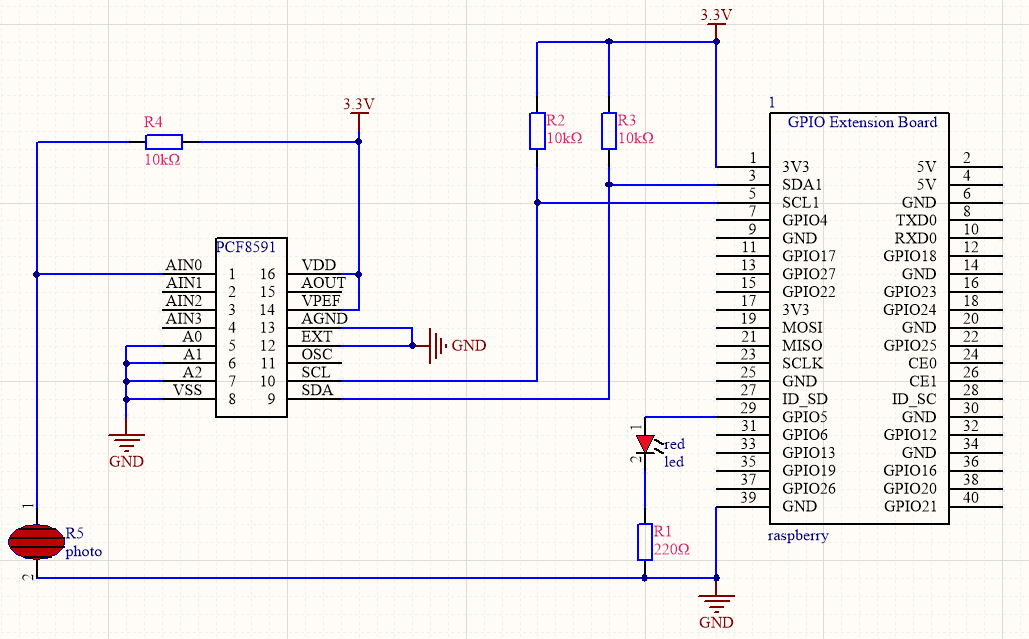 3.3V
1
GPIO Extension Board
R4
10kΩ
3.3V
R2
10kΩ
R3
10kΩ
1 3V3 5V 2
3 SDA1 5V 4
5 SCL1 GND 6
7 GPIO4 TXD0 8
9 GND RXD0 10
11 GPIO17 GPIO18 12
13 GPIO27 GND 14
15 GPIO22 GPIO23 16
17 3V3 GPIO24 18
19 MOSI GND 20
21 MISO GPIO25 22
23 SCLK CE0 24
25 GND CE1 26
27 ID_SD ID_SC 28
29 GPIO5 GND 30
31 GPIO6 GPIO12 32
33 GPIO13 GND 34
35 GPIO19 GPIO16 36
37 GPIO26 GPIO20 38
39 GND GPIO21 40
raspberry
PCF8591
AIN0 1 16 VDD
AIN1 2 15 AOUT
AIN2 3 14 VPEF
AIN3 4 13 AGND
A0 5 12 EXT
A1 6 11 OSC
A2 7 10 SCL
VSS 8 9 SDA
GND
GND
1
red
led
2
R1
220Ω
1
R5
photo
2
GND